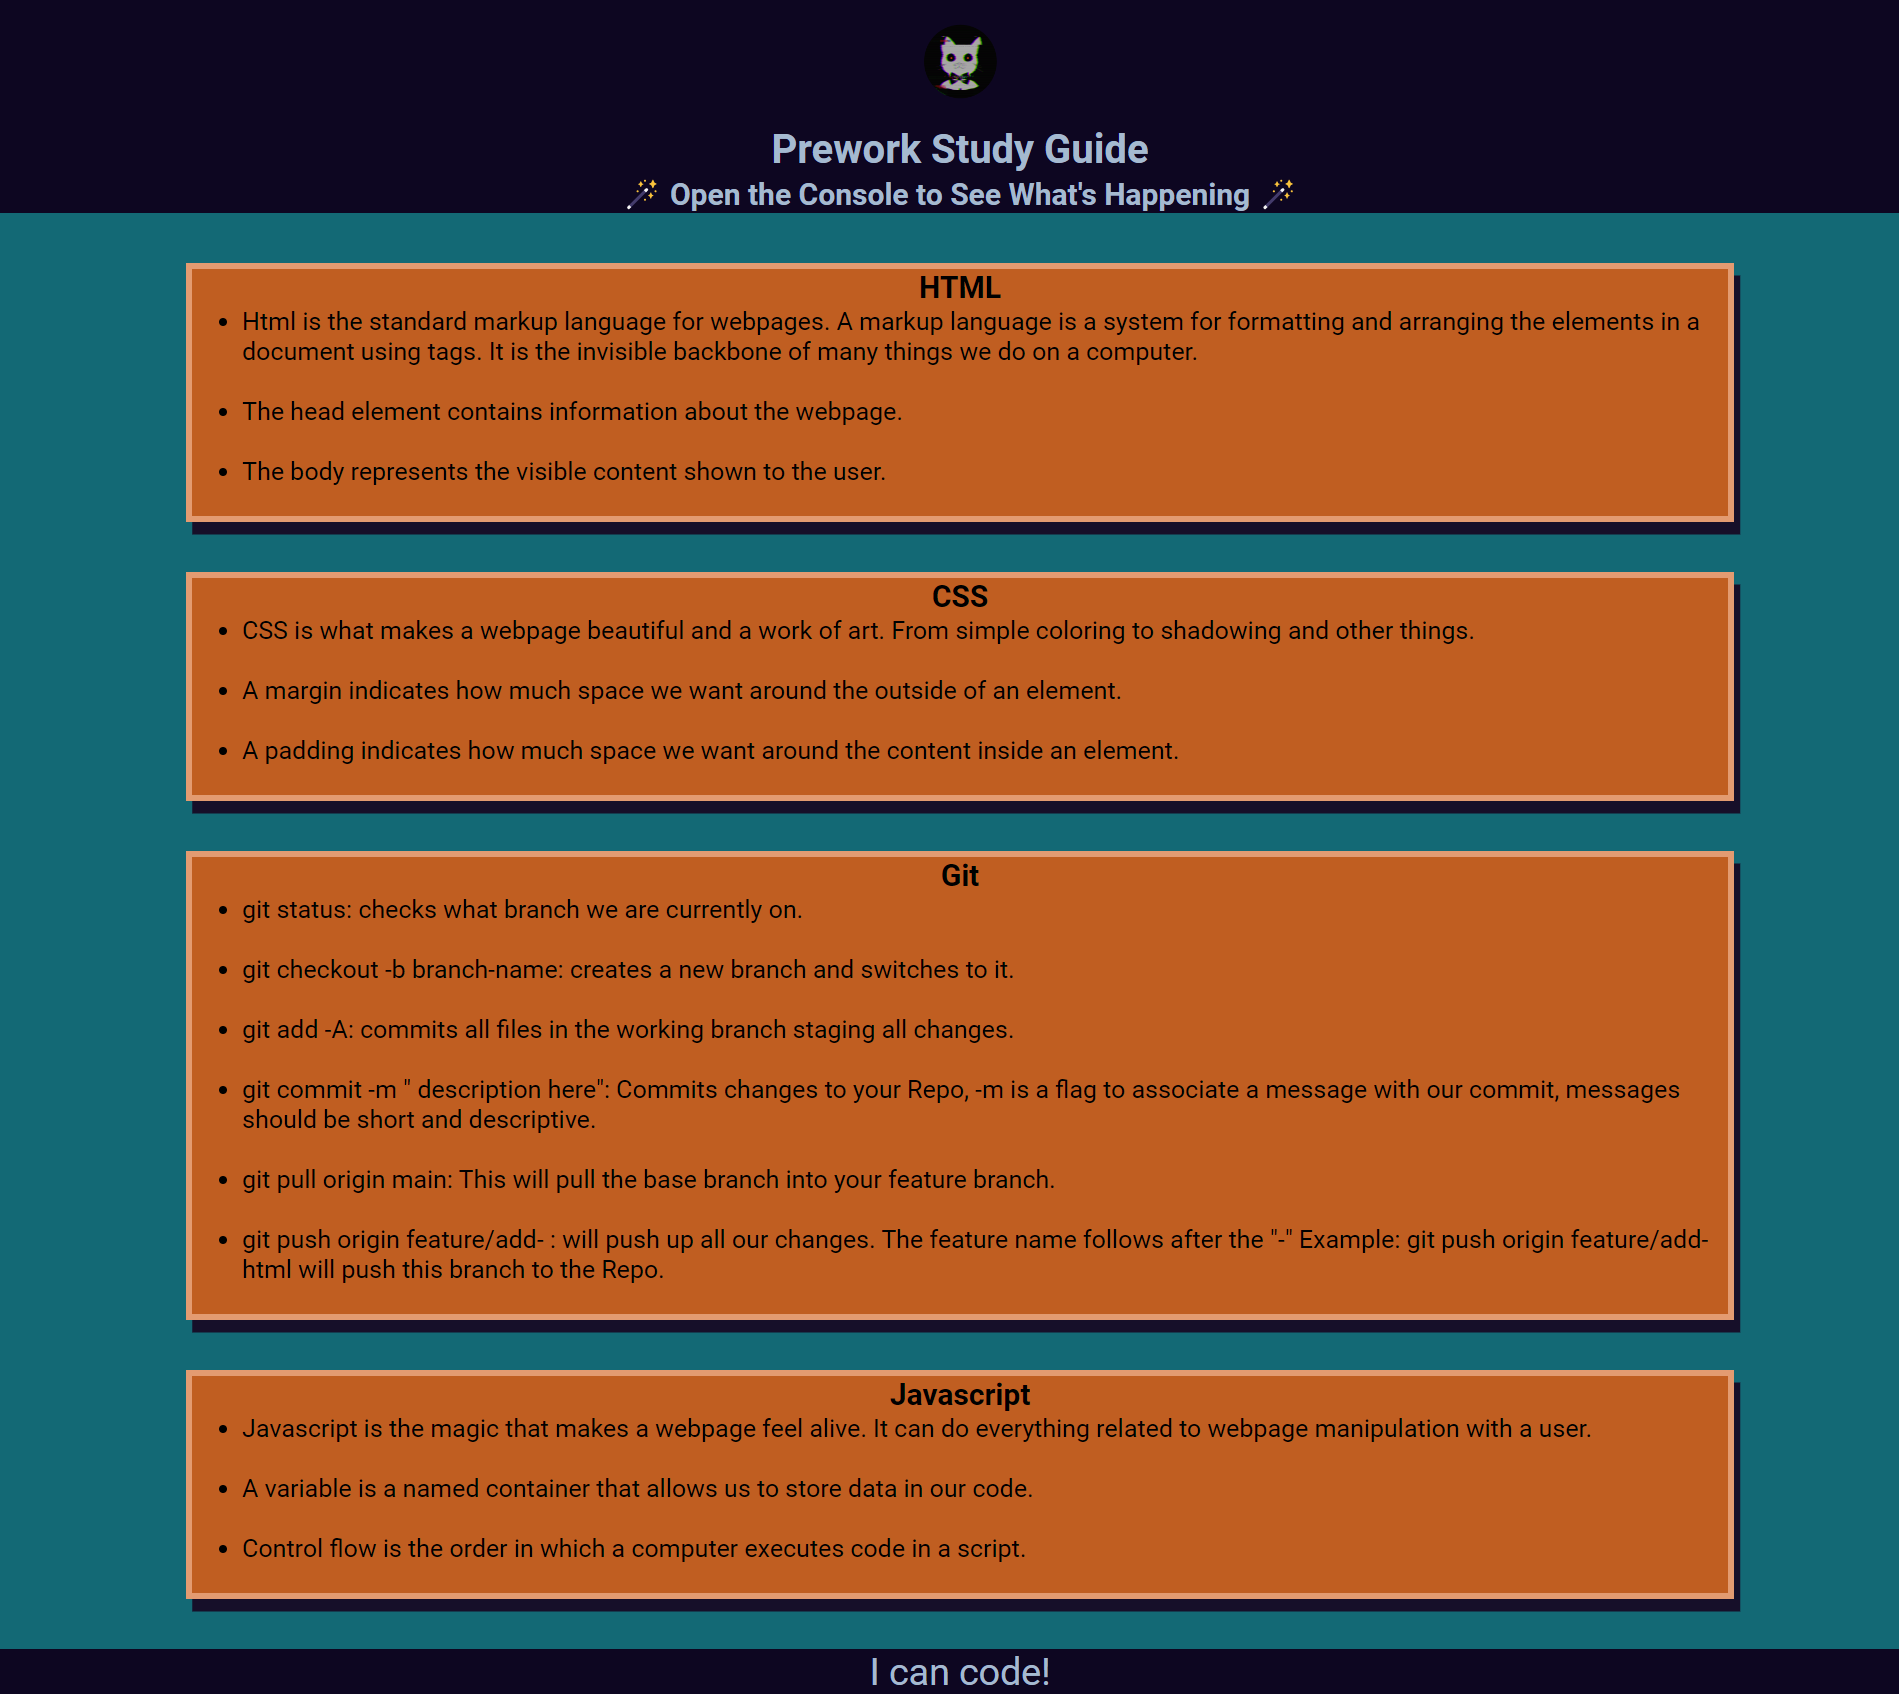 Prework Study Guide
🪄 Open the Console to See What's Happening 🪄
HTML
• Html is the standard markup language for webpages. A markup language is a system for formatting and arranging the elements in a
document using tags. It is the invisible backbone of many things we do on a computer.
• The head element contains information about the webpage.
• The body represents the visible content shown to the user.
CSS
• CSS is what makes a webpage beautiful and a work of art. From simple coloring to shadowing and other things.
• A margin indicates how much space we want around the outside of an element.
• A padding indicates how much space we want around the content inside an element.
Git
• git status: checks what branch we are currently on.
• git checkout -b branch-name: creates a new branch and switches to it.
• git add -A: commits all files in the working branch staging all changes.
• git commit -m " description here": Commits changes to your Repo, -m is a flag to associate a message with our commit, messages
should be short and descriptive.
• git pull origin main: This will pull the base branch into your feature branch.
• git push origin feature/add- : will push up all our changes. The feature name follows after the "-" Example: git push origin feature/add-
html will push this branch to the Repo.
Javascript
• Javascript is the magic that makes a webpage feel alive. It can do everything related to webpage manipulation with a user.
• A variable is a named container that allows us to store data in our code.
• Control flow is the order in which a computer executes code in a script.
I can code!